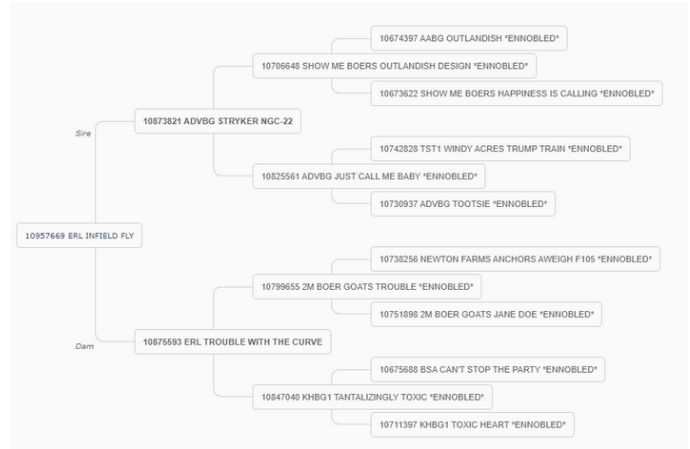 10674397 AABG OUTLANDISH *ENNOBLED*
10706648 SHOW ME BOERS OUTLANDISH DESIGN *ENNOBLED*
10673622 SHOW ME BOERS HAPPINESS IS CALLING *ENNOBLED*
10873821 ADVBG STRYKER NGC-22
Sire
10742828 TST1 WINDY ACRES TRUMP TRAIN *ENNOBLED*
10825561 ADVBG JUST CALL ME BABY *ENNOBLED*
10730937 ADVBG TOOTSIE *ENNOBLED*
10957669 ERL INFIELD FLY
10738256 NEWTON FARMS ANCHORS AWEIGH F105 *ENNOBLED*
10799655 2M BOER GOATS TROUBLE *ENNOBLED*
10751898 2M BOER GOATS JANE DOE *ENNOBLED*
10875593 ERL TROUBLE WITH THE CURVE
Dam
10675688 BSA CAN'T STOP THE PARTY *ENNOBLED*
10847040 KHBG1 TANTALIZINGLY TOXIC *ENNOBLED*
10711397 KHBG1 TOXIC HEART *ENNOBLED*